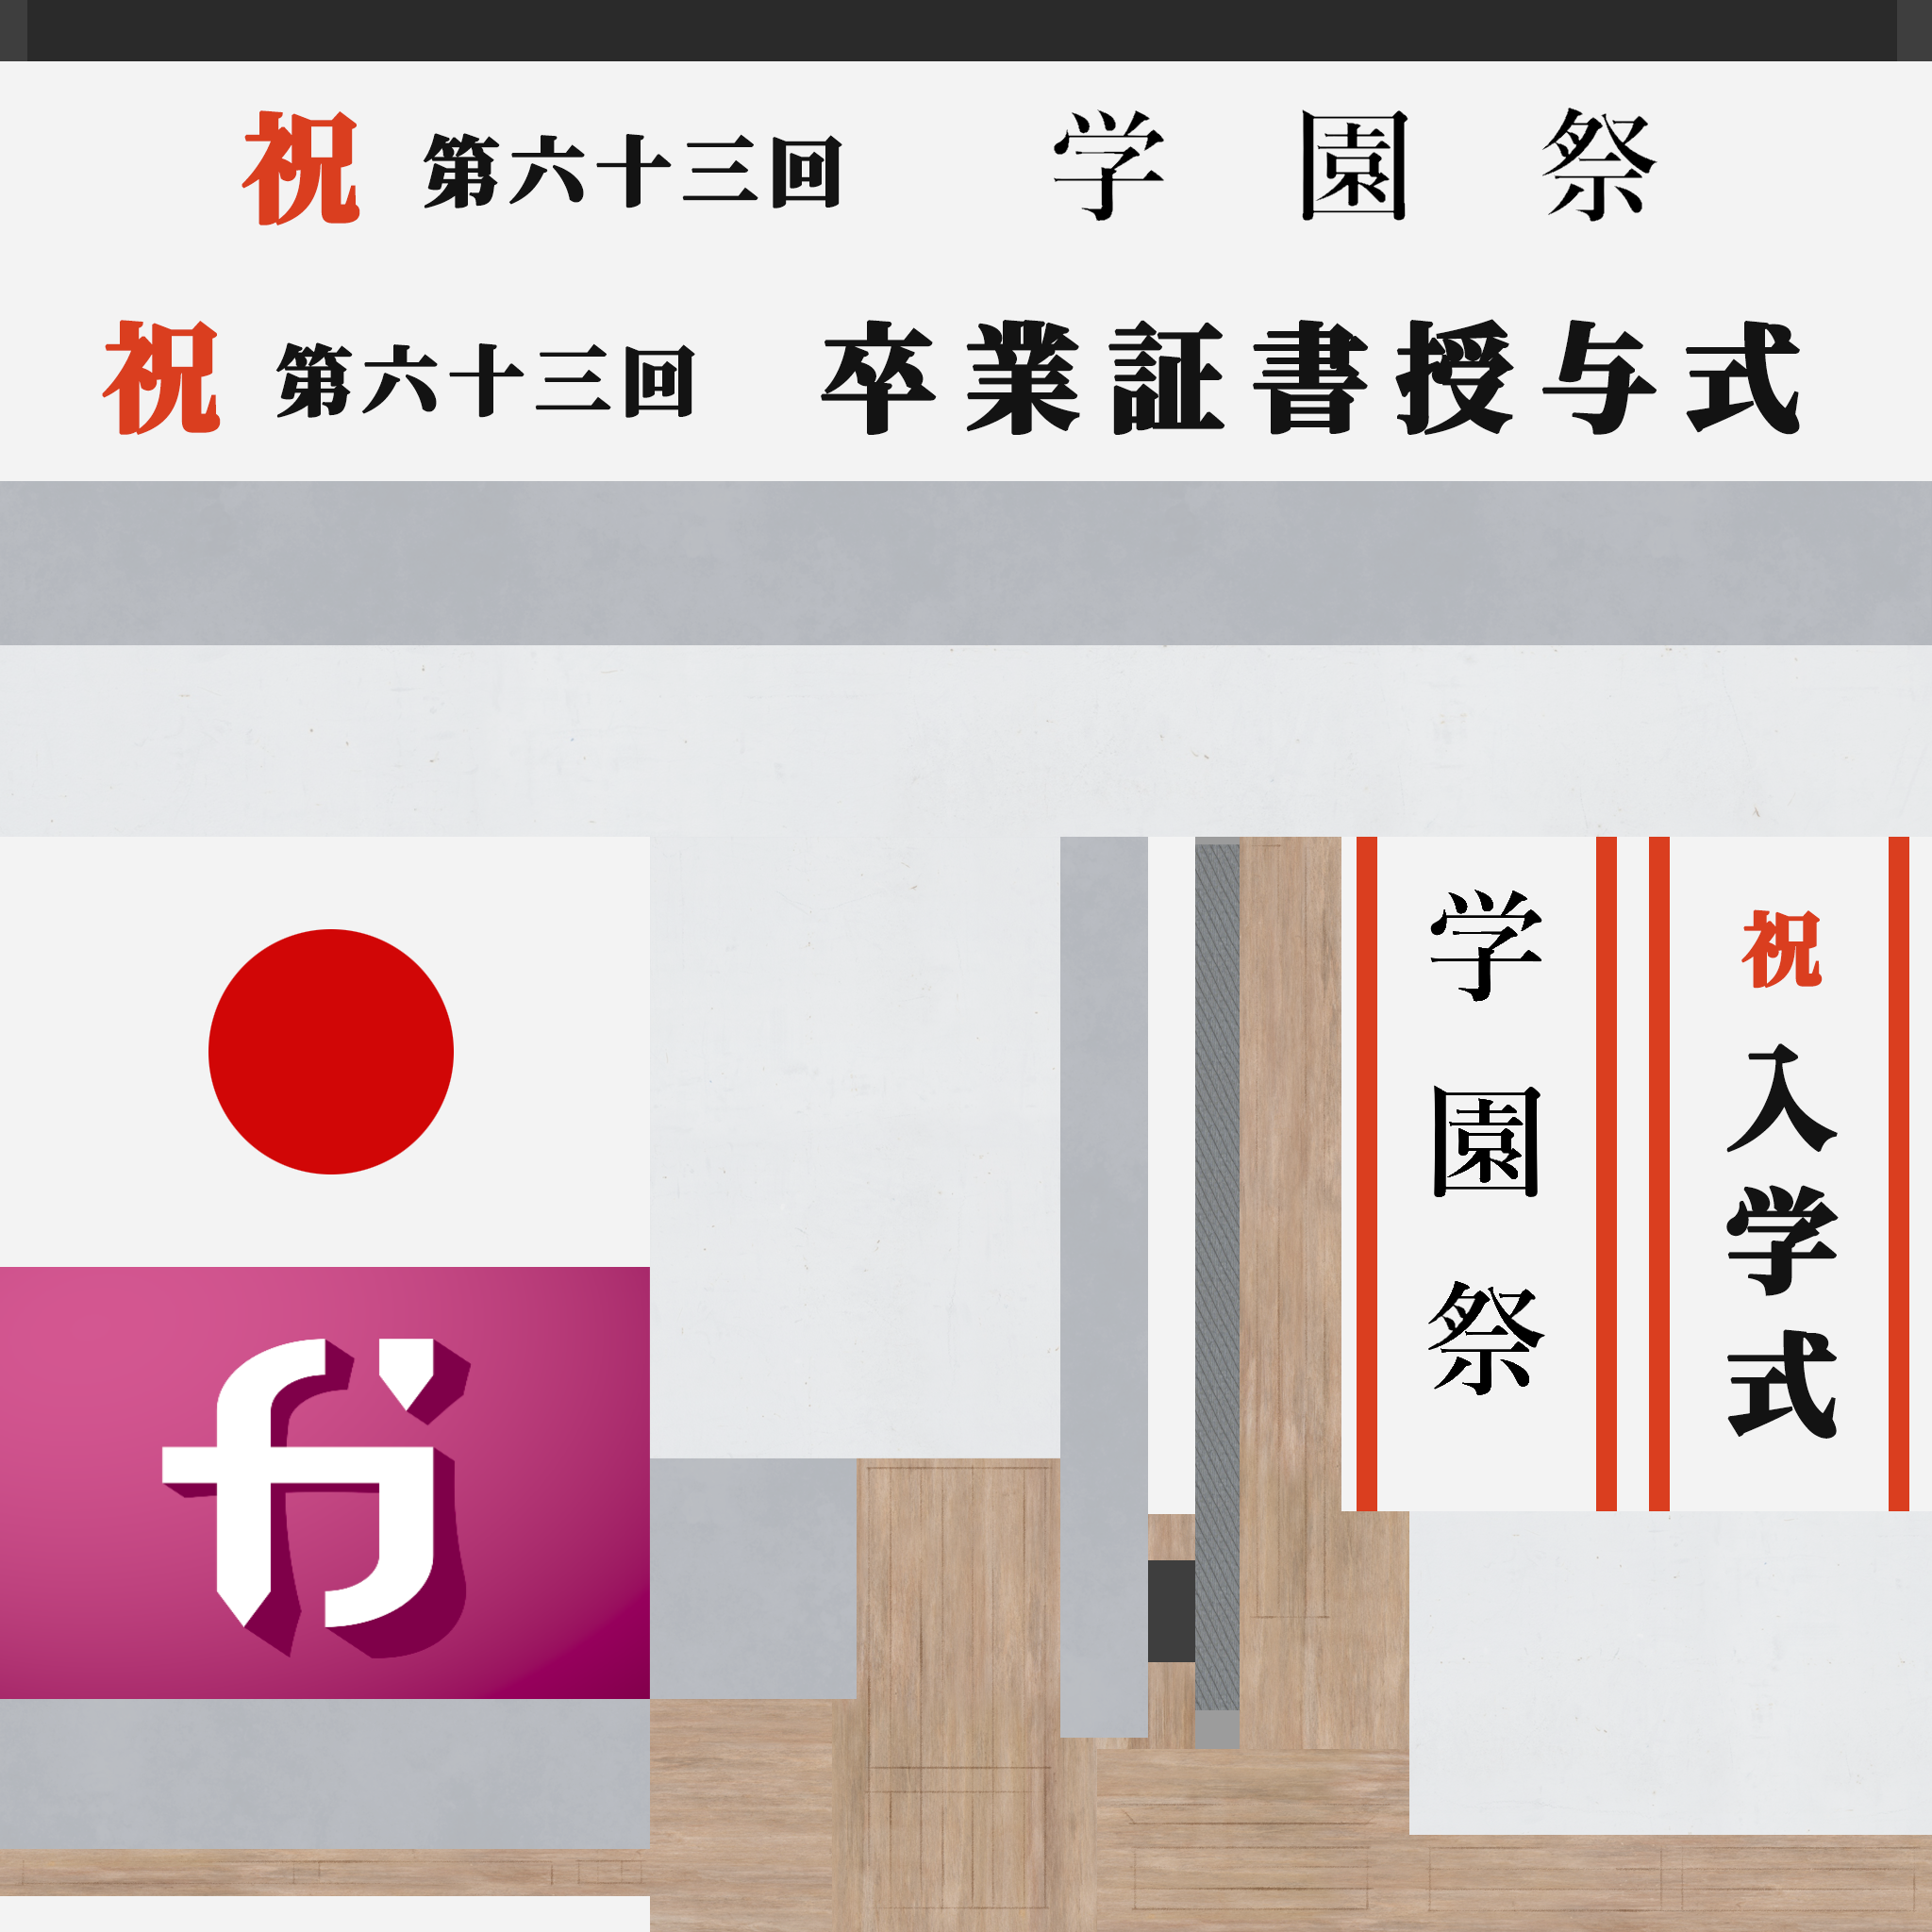 祝 第六十三回 学園祭
祝 第六十三回 卒業証書授与式
学園祭
祝 入学式
が